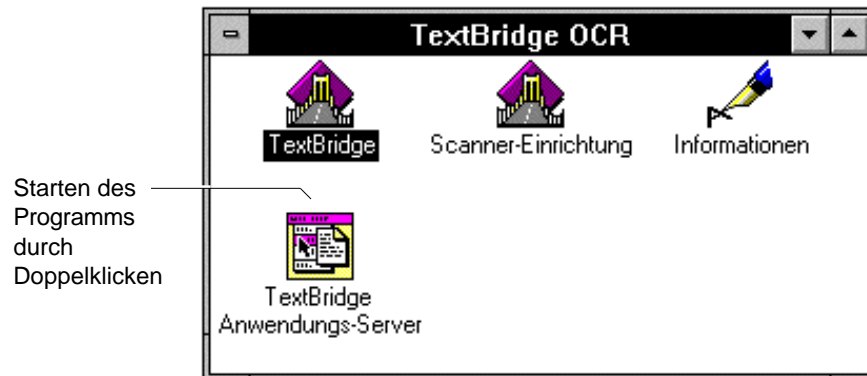 TextBridge OCR
TextBridge
Scanner-Einrichtung
Informationen
Starten des
Programms
durch
Doppelklicken
TextBridge
Anwendungs-Server